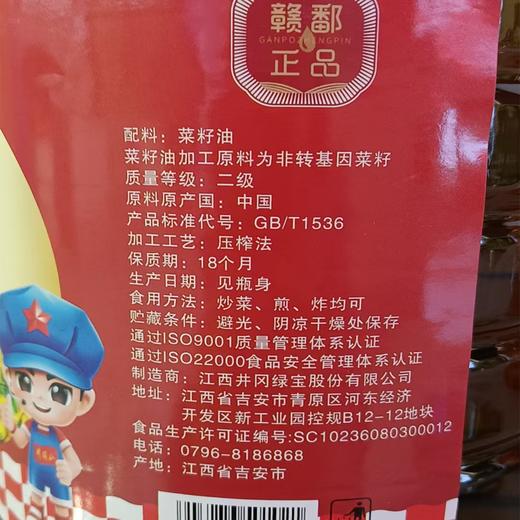 赣鄱
GANPOZHENGPIN
正品
配料：菜籽油
菜籽油加工原料为非转基因菜籽
质量等级：二级
原料原产国：中国
产品标准代号：GB/T1536
加工工艺：压榨法
保质期：18个月
生产日期：见瓶身
食用方法：炒菜、煎、炸均可
贮藏条件：避光、阴凉干燥处保存
通过ISO9001质量管理体系认证
通过ISO22000食品安全管理体系认证
制造商：江西井冈绿宝股份有限公司
地址：江西省吉安市青原区河东经济
开发区新工业园控规B12-12地块
食品生产许可证编号:SC10236080300012
电话：0796-8186868
产地：江西省吉安市